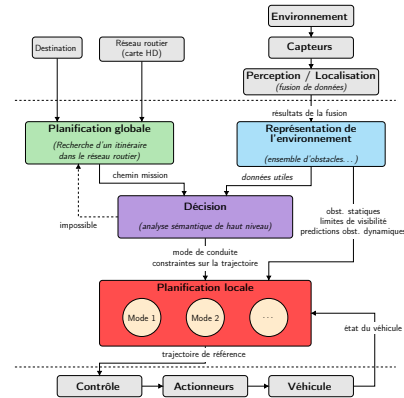 Environnement
Destination
Réseau routier
(carte HD)
Capteurs
Perception / Localisation
(fusion de données)
résultats de la fusion
Planification globale
(Recherche d'un itinéraire
dans le réseau routier)
Représentation de
l'environnement
(ensemble d'obstacles...)
chemin mission
données utiles
Décision
(analyse sémantique de haut niveau)
impossible
obst. statiques
limites de visibilité
predictions obst. dynamiques
mode de conduite
contraintes sur la trajectoire
Planification locale
Mode 1
Mode 2
...
état du véhicule
trajectoire de référence
Contrôle
Actionneurs
Véhicule